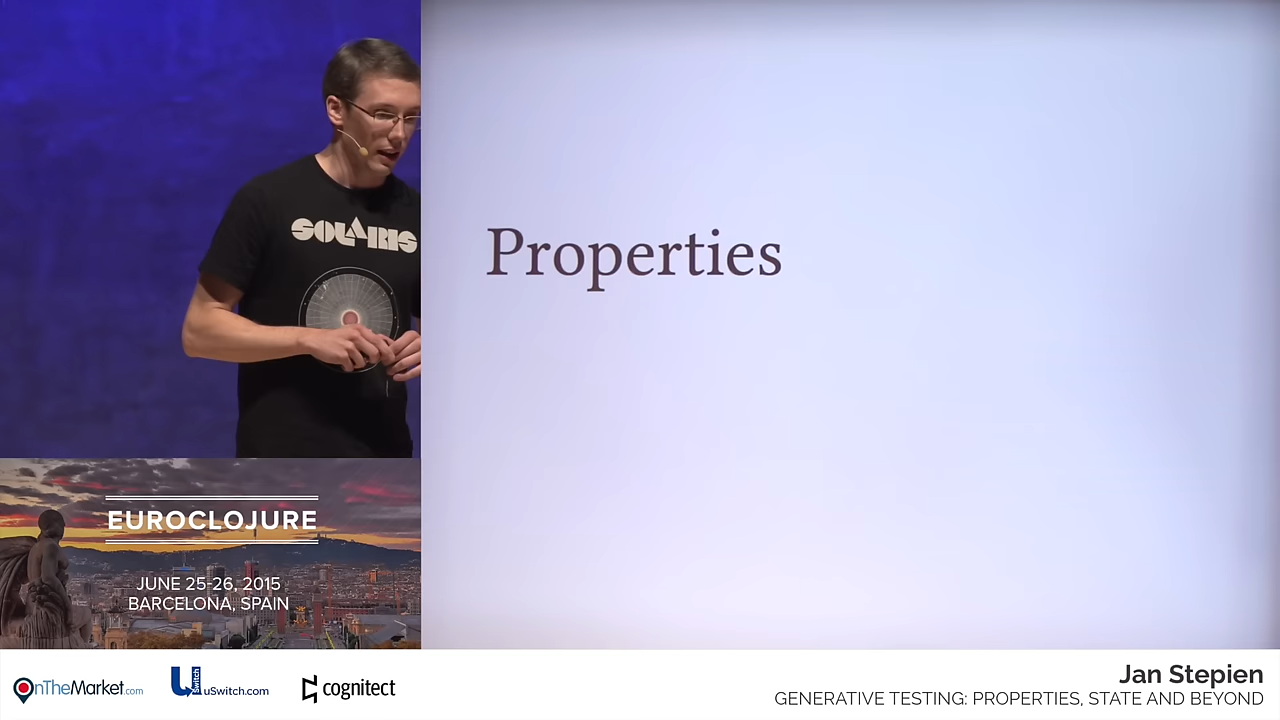 SOLARIS
Properties
EUROCLOJURE
JUNE 25-26, 2015
BARCELONA, SPAIN
OnTheMarket.com
USwitch
uSwitch.com
cognitect
Jan Stepien
GENERATIVE TESTING: PROPERTIES, STATE AND BEYOND